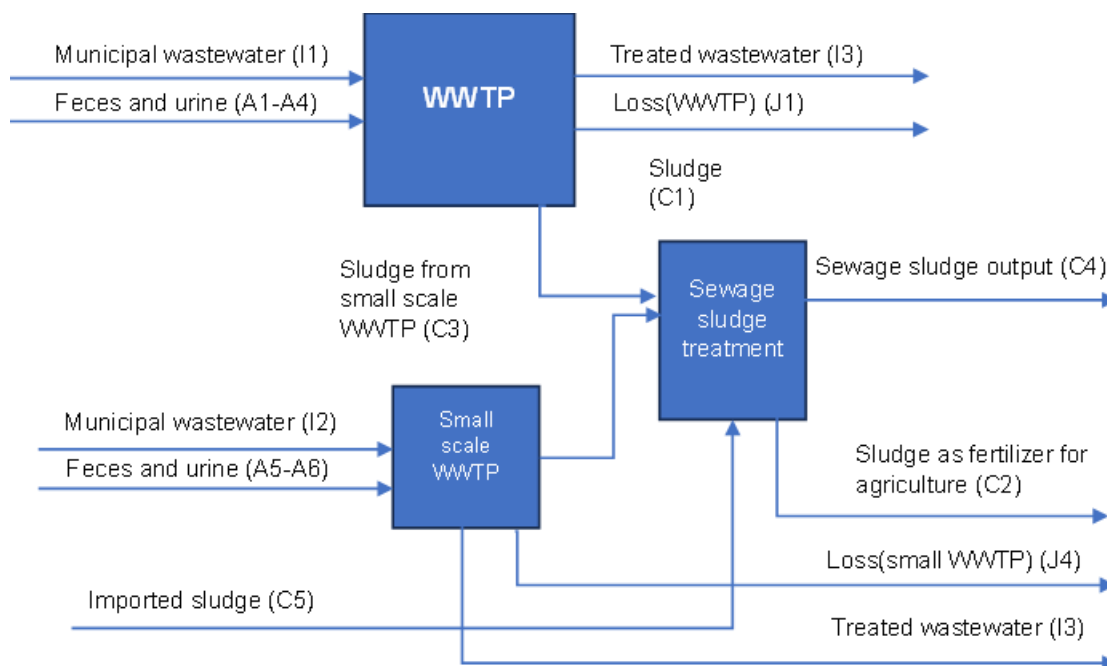 Municipal wastewater (I1)
Feces and urine (A1-A4)
WWTP
Treated wastewater (I3)
Loss(WWTP) (J1)
Sludge
(C1)
Sludge from
small scale
WWTP (C3)
Sewage
sludge
treatment
Sewage sludge output (C4)
Municipal wastewater (I2)
Feces and urine (A5-A6)
Small
scale
WWTP
Sludge as fertilizer for
agriculture (C2)
Loss(small WWTP) (J4)
Imported sludge (C5)
Treated wastewater (I3)